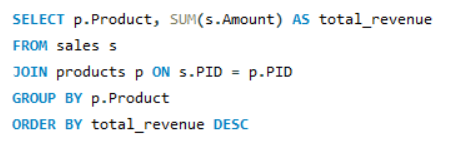 SELECT p.Product, SUM(s.Amount) AS total_revenue
FROM sales s
JOIN products p ON s.PID = p.PID
GROUP BY p.Product
ORDER BY total_revenue DESC